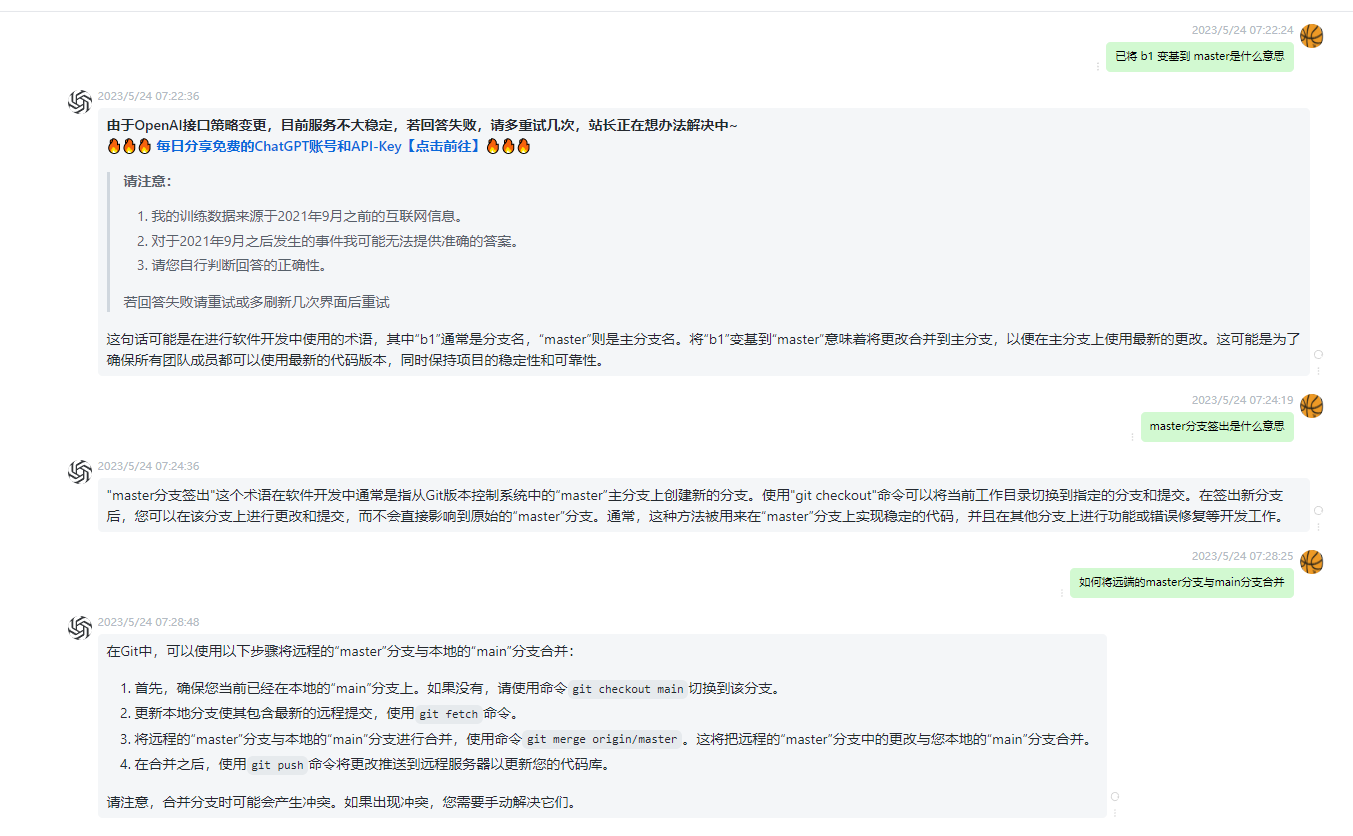 2023/5/24 07:22:24
已将 b1 变基到 master是什么意思
2023/5/24 07:22:36
由于OpenAI接口策略变更，目前服务不大稳定，若回答失败，请多重试几次，站长正在想办法解决中~
🔥🔥🔥 每日分享免费的ChatGPT账号和API-Key【点击前往】🔥🔥🔥
请注意：
1. 我的训练数据来源于2021年9月之前的互联网信息。
2. 对于2021年9月之后发生的事件我可能无法提供准确的答案。
3. 请您自行判断回答的正确性。
若回答失败请重试或多刷新几次界面后重试
这句话可能是在进行软件开发中使用的术语，其中“b1”通常是分支名，“master”则是主分支名。将“b1”变基到“master”意味着将更改合并到主分支，以便在主分支上使用最新的更改。这可能是为了
确保所有团队成员都可以使用最新的代码版本，同时保持项目的稳定性和可靠性。
2023/5/24 07:24:19
master分支签出是什么意思
2023/5/24 07:24:36
"master分支签出"这个术语在软件开发中通常是指从Git版本控制系统中的“master”主分支上创建新的分支。使用"git checkout"命令可以将当前工作目录切换到指定的分支和提交。在签出新分支
后，您可以在该分支上进行更改和提交，而不会直接影响到原始的“master”分支。通常，这种方法被用来在“master”分支上实现稳定的代码，并且在其他分支上进行功能或错误修复等开发工作。
2023/5/24 07:28:25
如何将远端的master分支与main分支合并
2023/5/24 07:28:48
在Git中，可以使用以下步骤将远程的“master”分支与本地的“main”分支合并：
1. 首先，确保您当前已经在本地的“main”分支上。如果没有，请使用命令 git checkout main 切换到该分支。
2. 更新本地分支使其包含最新的远程提交，使用 git fetch 命令。
3. 将远程的“master”分支与本地的“main”分支进行合并，使用命令 git merge origin/master 。这将把远程的“master”分支中的更改与您本地的“main”分支合并。
4. 在合并之后，使用 git push 命令将更改推送到远程服务器以更新您的代码库。
请注意，合并分支时可能会产生冲突。如果出现冲突，您需要手动解决它们。